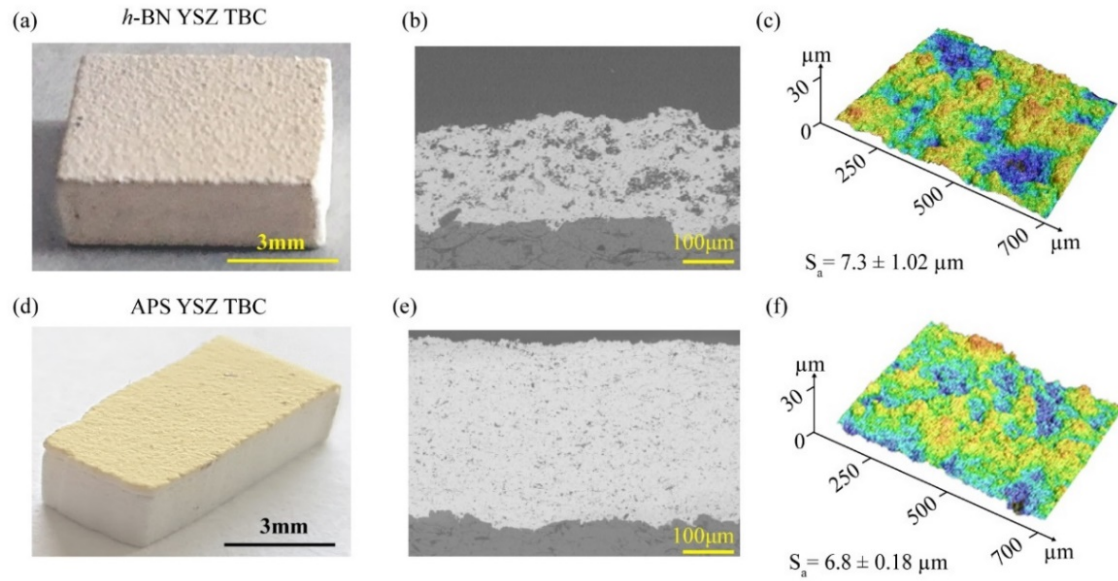 (a)
h-BN YSZ TBC
3mm
(b)
100μm
(c)
μm
30
0
250
500
700
μm
Sa= 7.3 ± 1.02 μm
(d)
APS YSZ TBC
3mm
(e)
100μm
(f)
μm
30
0
250
500
700
μm
Sa= 6.8 ± 0.18 μm